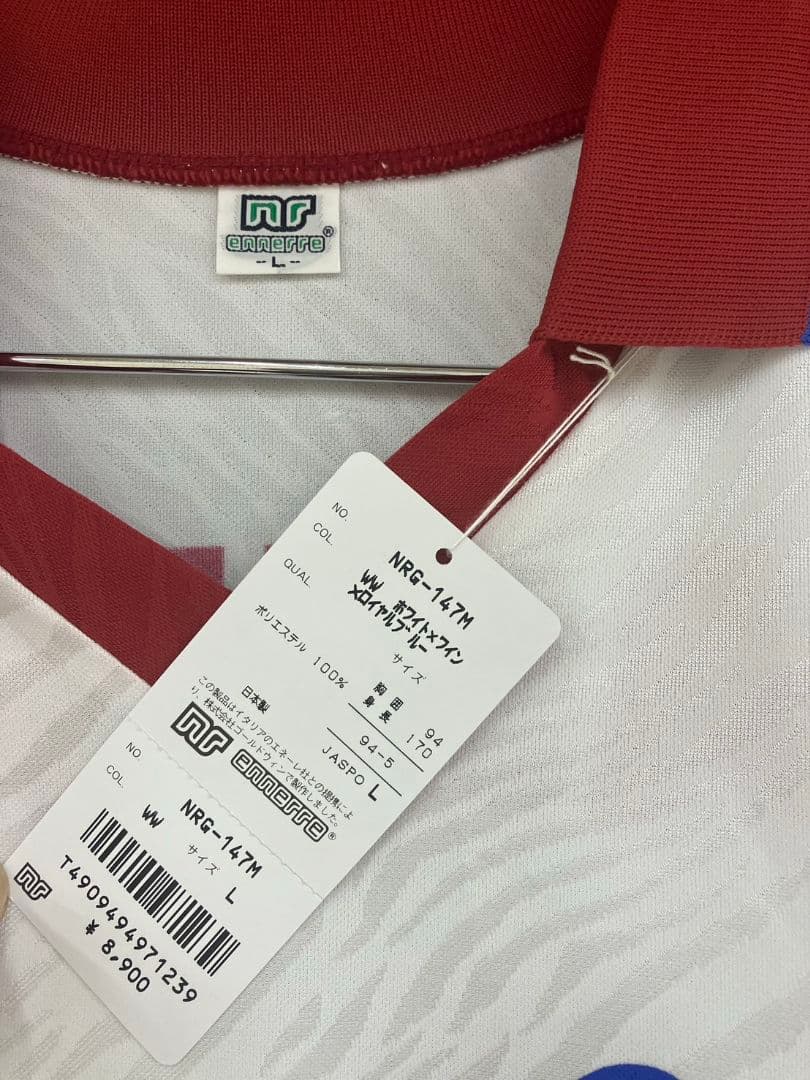 nr
ennerre®
-- L --
NO.
NRG-147M
COL.
WW ホワイト×ワイン
×ロイヤルブルー
QUAL.
サイズ
ポリエステル 100%
胸囲 94
身長 170
94-5
JASPO L
日本製
この製品はイタリアのエネーレ社との提携によ
り、株式会社ゴールドウィンで製作しました。
nr ennerre®
NO.
NRG-147M
COL.
WW
サイズ
L
T4909494971239
¥ 8,900
nr